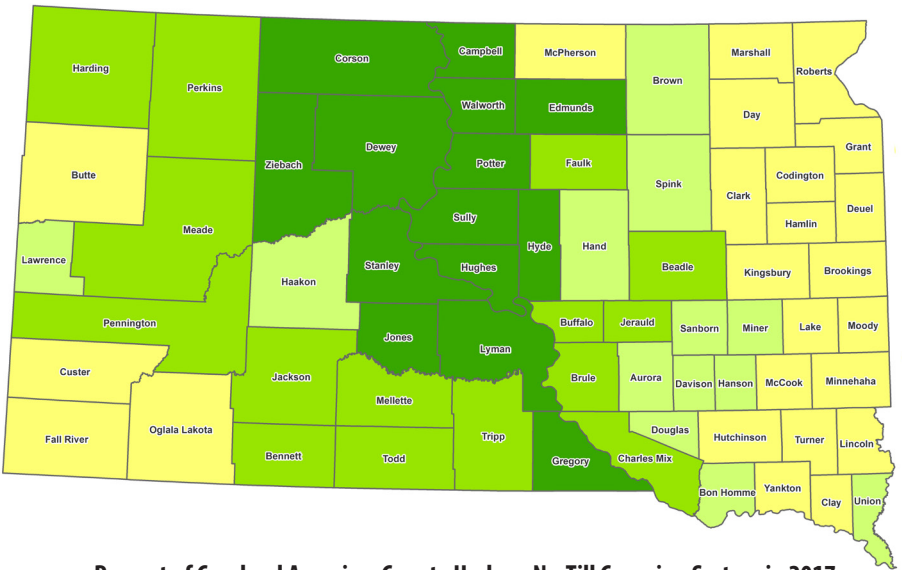 Harding
Perkins
Corson
Campbell
McPherson
Brown
Marshall
Roberts
Walworth
Edmunds
Day
Butte
Ziebach
Dewey
Potter
Faulk
Spink
Clark
Codington
Grant
Hamlin
Deuel
Meade
Sully
Hyde
Hand
Lawrence
Haakon
Stanley
Hughes
Beadle
Kingsbury
Brookings
Pennington
Jones
Lyman
Buffalo
Jerauld
Sanborn
Miner
Lake
Moody
Custer
Jackson
Mellette
Brule
Aurora
Davison
Hanson
McCook
Minnehaha
Fall River
Oglala Lakota
Bennett
Todd
Tripp
Gregory
Charles Mix
Douglas
Hutchinson
Turner
Lincoln
Bon Homme
Yankton
Clay
Union